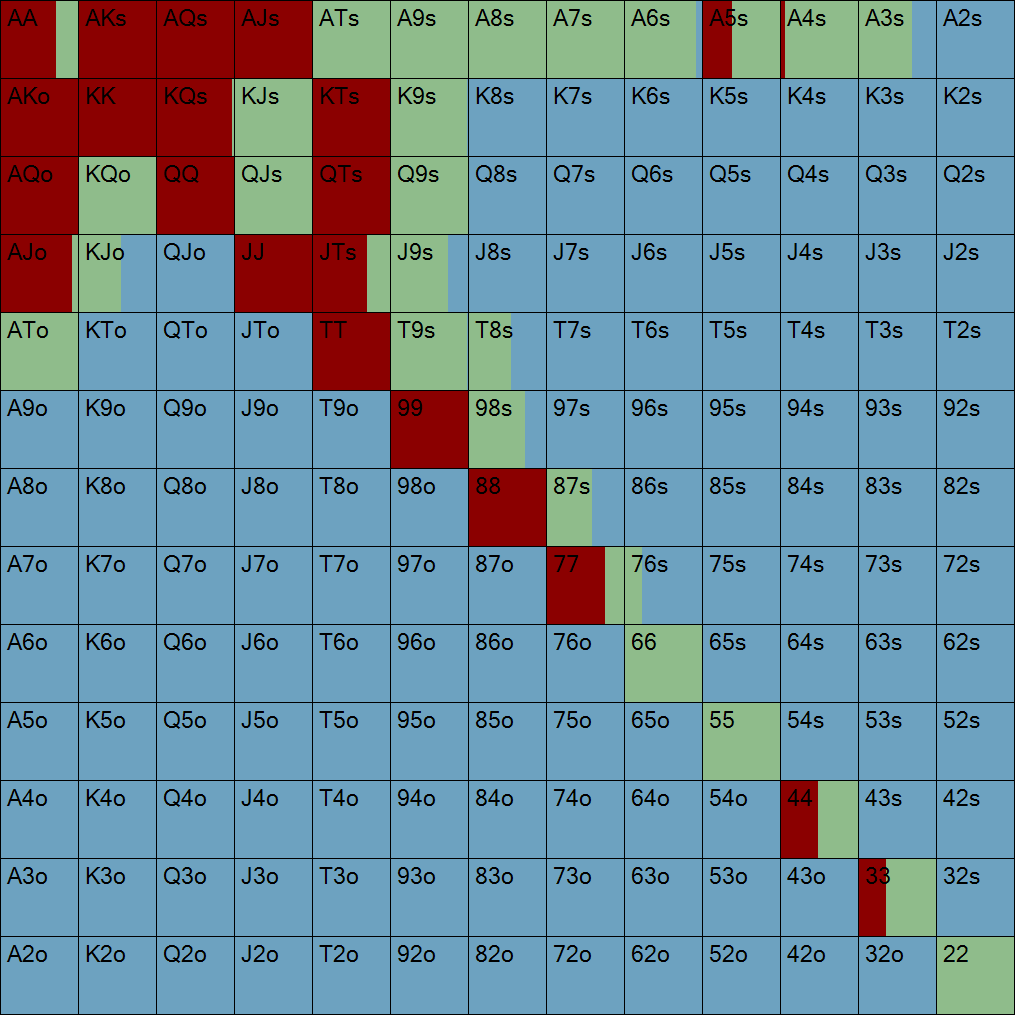 AA AKs AQs AJs ATs A9s A8s A7s A6s A5s A4s A3s A2s
AKo KK KQs KJs KTs K9s K8s K7s K6s K5s K4s K3s K2s
AQo KQo QQ QJs QTs Q9s Q8s Q7s Q6s Q5s Q4s Q3s Q2s
AJo KJo QJo JJ JTs J9s J8s J7s J6s J5s J4s J3s J2s
ATo KTo QTo JTo TT T9s T8s T7s T6s T5s T4s T3s T2s
A9o K9o Q9o J9o T9o 99 98s 97s 96s 95s 94s 93s 92s
A8o K8o Q8o J8o T8o 98o 88 87s 86s 85s 84s 83s 82s
A7o K7o Q7o J7o T7o 97o 87o 77 76s 75s 74s 73s 72s
A6o K6o Q6o J6o T6o 96o 86o 76o 66 65s 64s 63s 62s
A5o K5o Q5o J5o T5o 95o 85o 75o 65o 55 54s 53s 52s
A4o K4o Q4o J4o T4o 94o 84o 74o 64o 54o 44 43s 42s
A3o K3o Q3o J3o T3o 93o 83o 73o 63o 53o 43o 33 32s
A2o K2o Q2o J2o T2o 92o 82o 72o 62o 52o 42o 32o 22